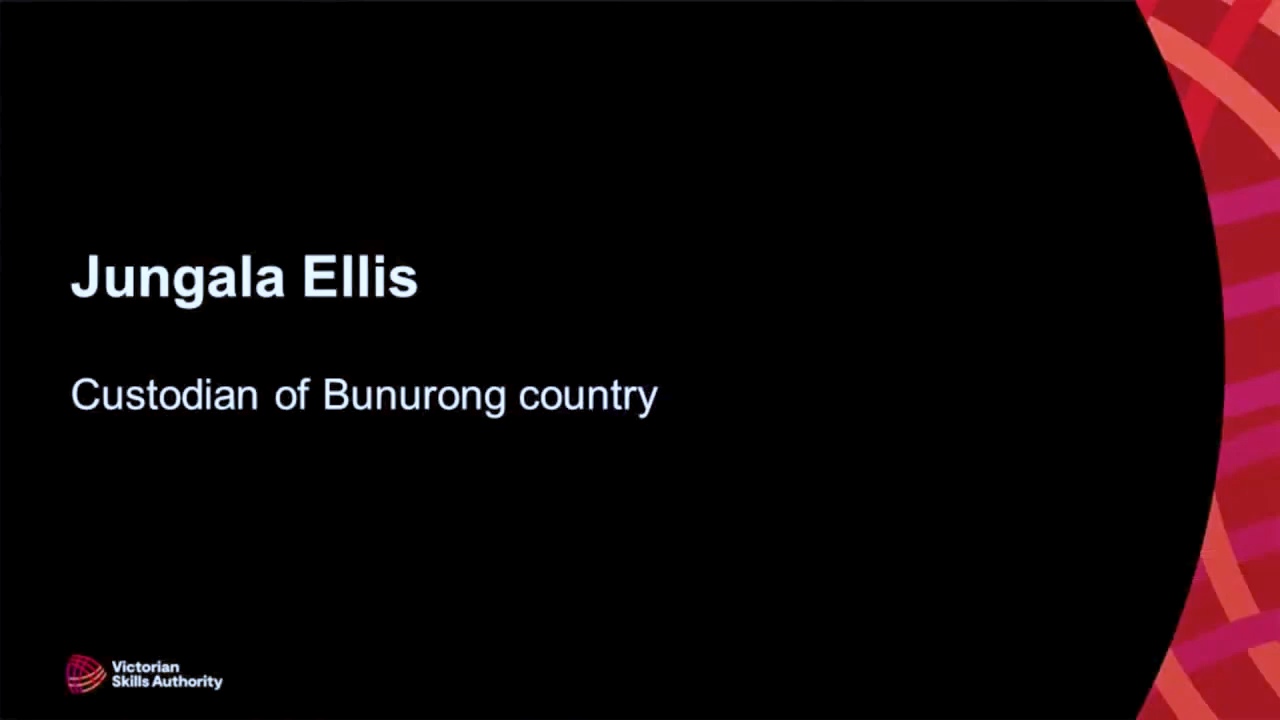 Jungala Ellis
Custodian of Bunurong country
Victorian
Skills Authority